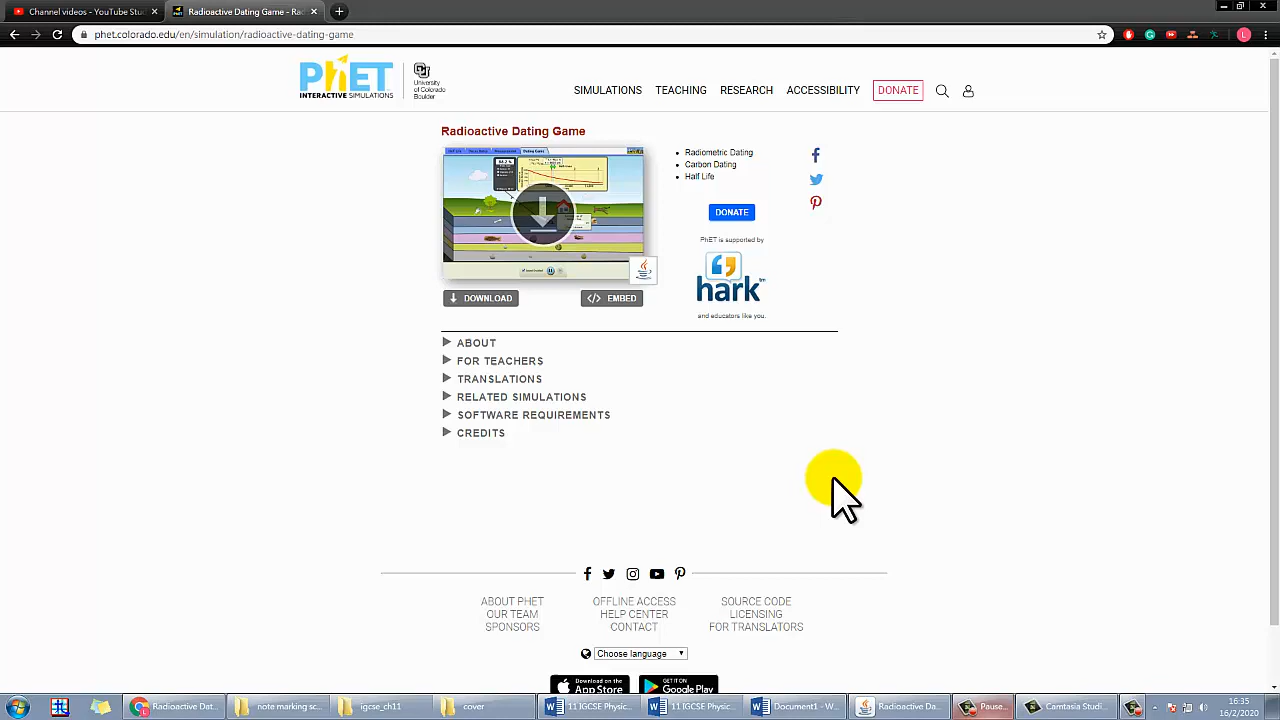 Channel videos - YouTube Stu
Radioactive Dating Game - Rad
phet.colorado.edu/en/simulation/radioactive-dating-game
PhET
INTERACTIVE SIMULATIONS
University of
Colorado
Boulder
SIMULATIONS
TEACHING
RESEARCH
ACCESSIBILITY
DONATE
Radioactive Dating Game
Radiometric Dating
Carbon Dating
Half Life
DONATE
PhET is supported by
hark
and educators like you.
DOWNLOAD
EMBED
ABOUT
FOR TEACHERS
TRANSLATIONS
RELATED SIMULATIONS
SOFTWARE REQUIREMENTS
CREDITS
ABOUT PHET
OUR TEAM
SPONSORS
OFFLINE ACCESS
HELP CENTER
CONTACT
SOURCE CODE
LICENSING
FOR TRANSLATORS
Choose language
Download on the
App Store
GET IT ON
Google Play
Radioactive Dat...
note marking sc...
igcse_ch11
cover
11 IGCSE Physic...
11 IGCSE Physic...
Document1 - W...
Radioactive Da...
Pause...
Camtasia Studi...
16:35
16/2/2020